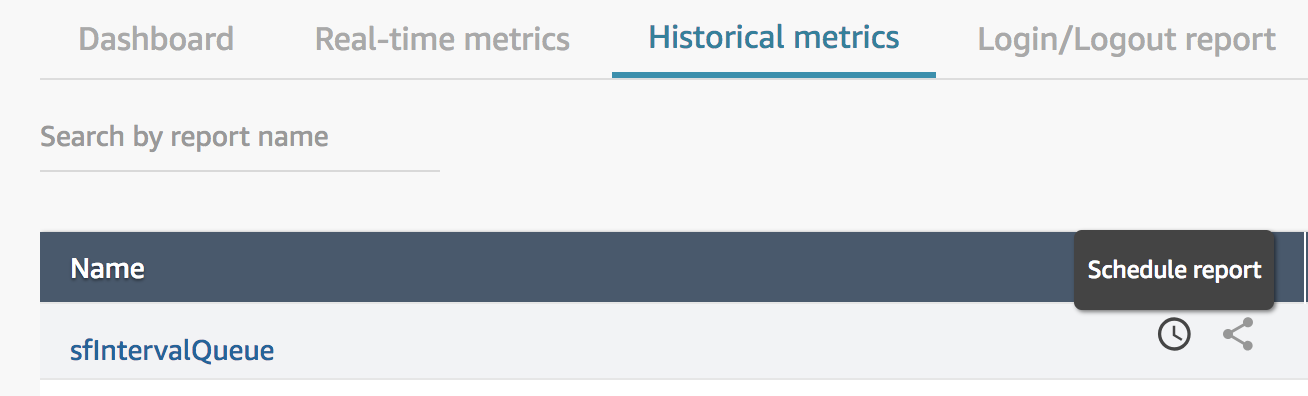 Dashboard Real-time metrics Historical metrics Login/Logout report
Search by report name
Name Schedule report
sfIntervalQueue